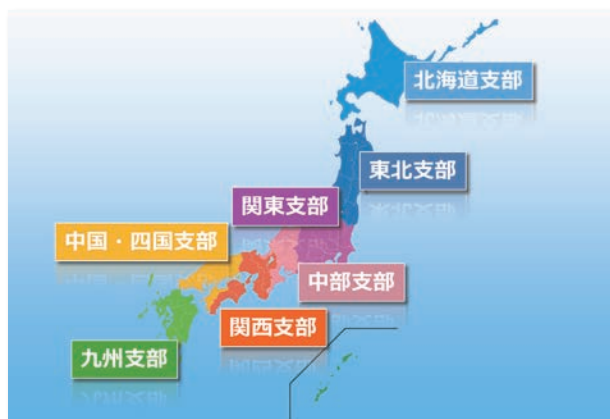 北海道支部
東北支部
関東支部
中国・四国支部
中部支部
関西支部
九州支部